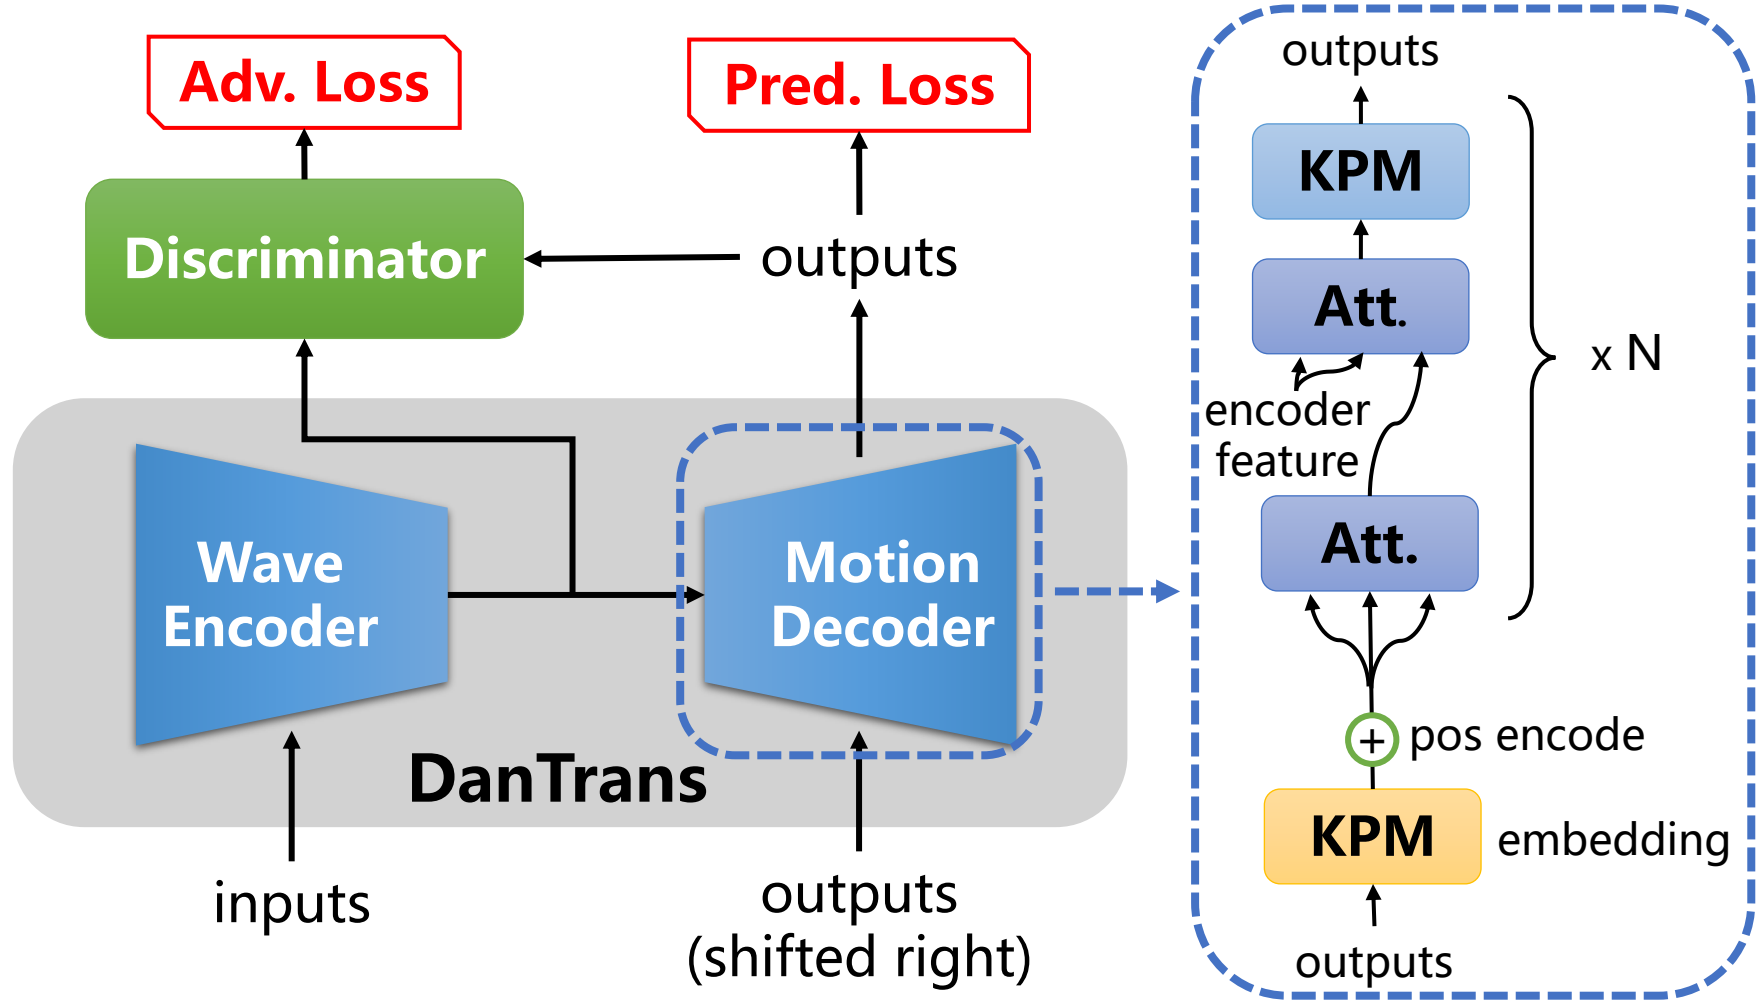 Adv. Loss
Pred. Loss
Discriminator
outputs
Wave
Encoder
Motion
Decoder
DanTrans
inputs
outputs
(shifted right)
outputs
KPM
Att.
x N
encoder
feature
Att.
+ pos encode
KPM embedding
outputs